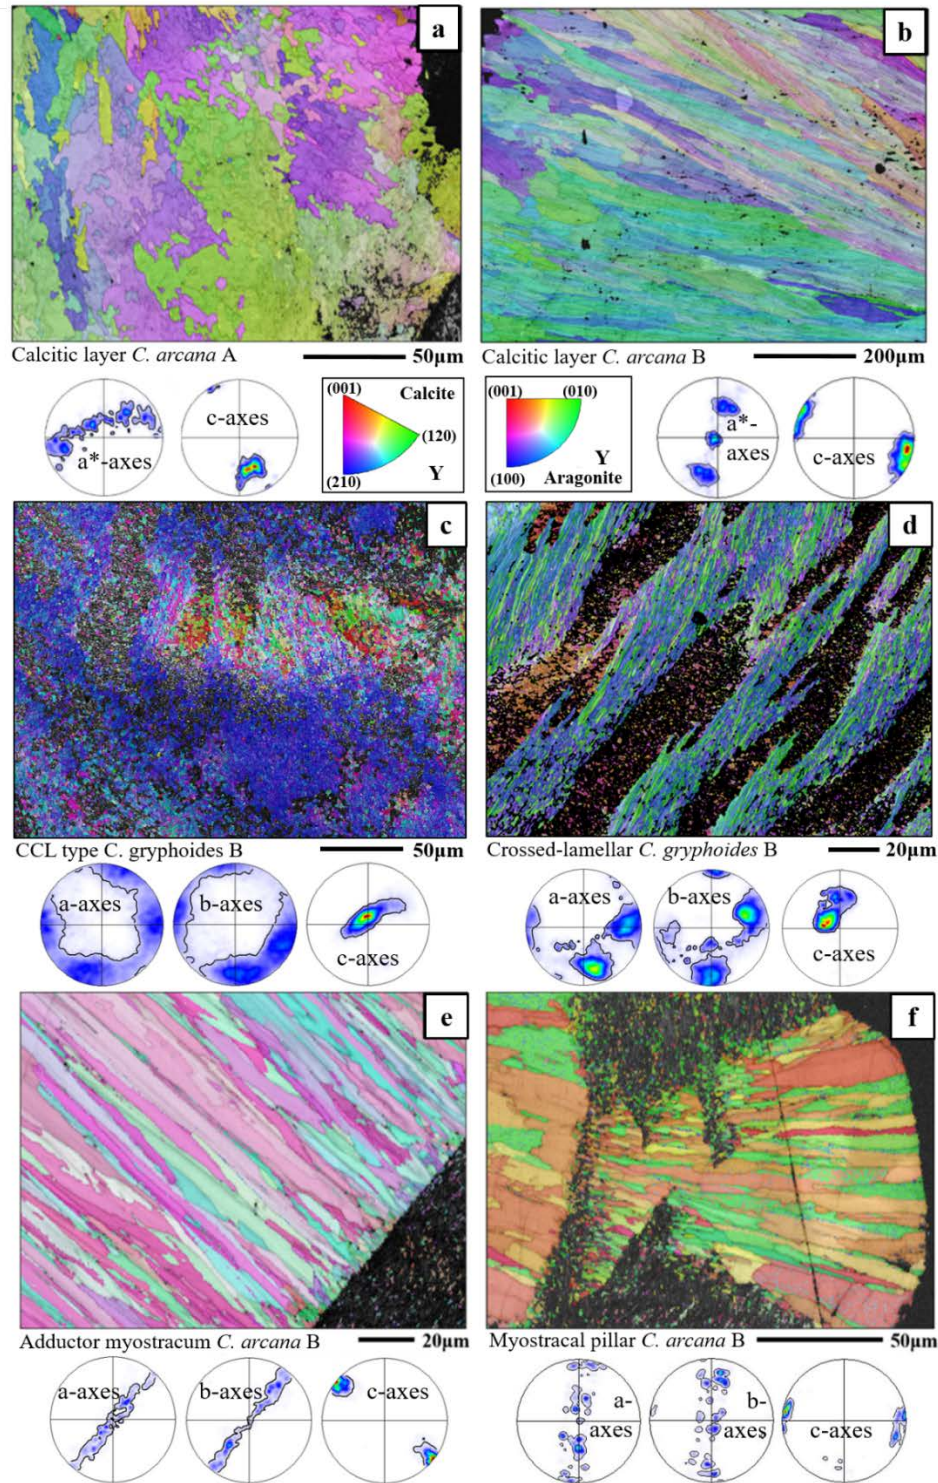 a
b
Calcitic layer C. arcana A
50µm
Calcitic layer C. arcana B
200µm
a*-axes
c-axes
(001)
Calcite
(120)
Y
(210)
(001)
(010)
Y
(100)
Aragonite
a*-
axes
c-axes
c
d
CCL type C. gryphoides B
50µm
Crossed-lamellar C. gryphoides B
20µm
a-axes
b-axes
c-axes
a-axes
b-axes
c-axes
e
f
Adductor myostracum C. arcana B
20µm
Myostracal pillar C. arcana B
50µm
a-axes
b-axes
c-axes
a-
axes
b-
axes
c-axes